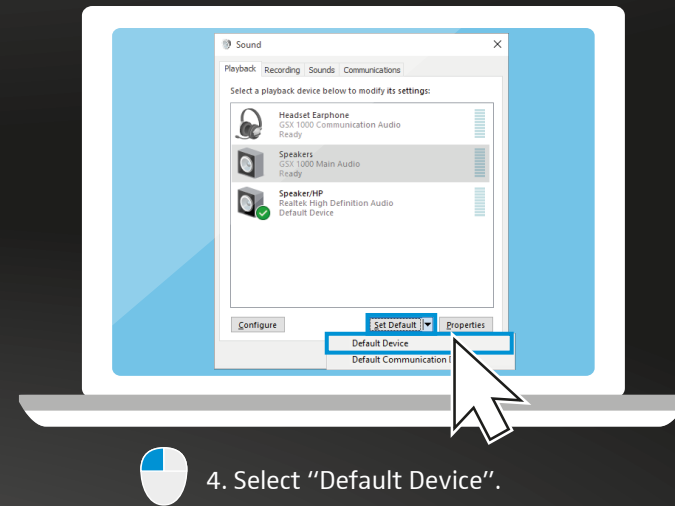 Sound
Playback Recording Sounds Communications
Select a playback device below to modify its settings:
Headset Earphone
GSX 1000 Communication Audio
Ready
Speakers
GSX 1000 Main Audio
Ready
Speaker/HP
Realtek High Definition Audio
Default Device
Configure Set Default Properties
Default Device
Default Communication
4. Select "Default Device".